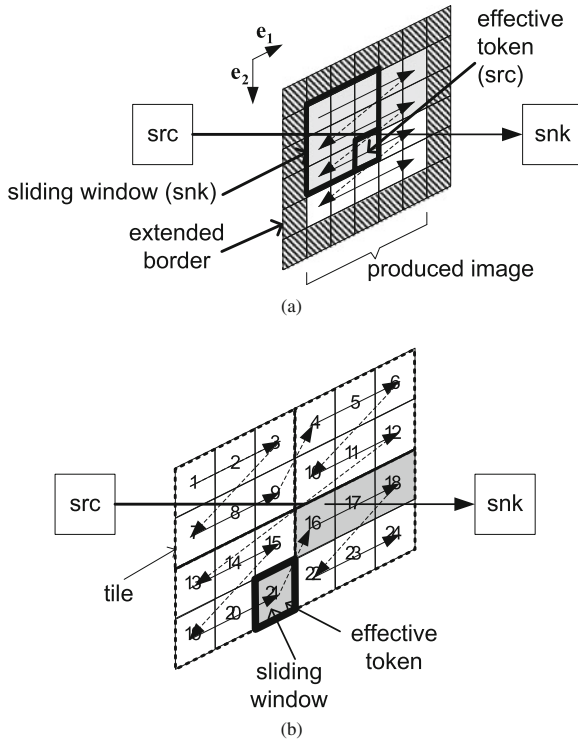 e1
e2
effective
token
(src)
src
snk
sliding window (snk)
extended
border
produced image
(a)
1 2 3 4 5 6
7 8 9 10 11 12
13 14 15 16 17 18
19 20 21 22 23 24
src
snk
tile
sliding
window
effective
token
(b)